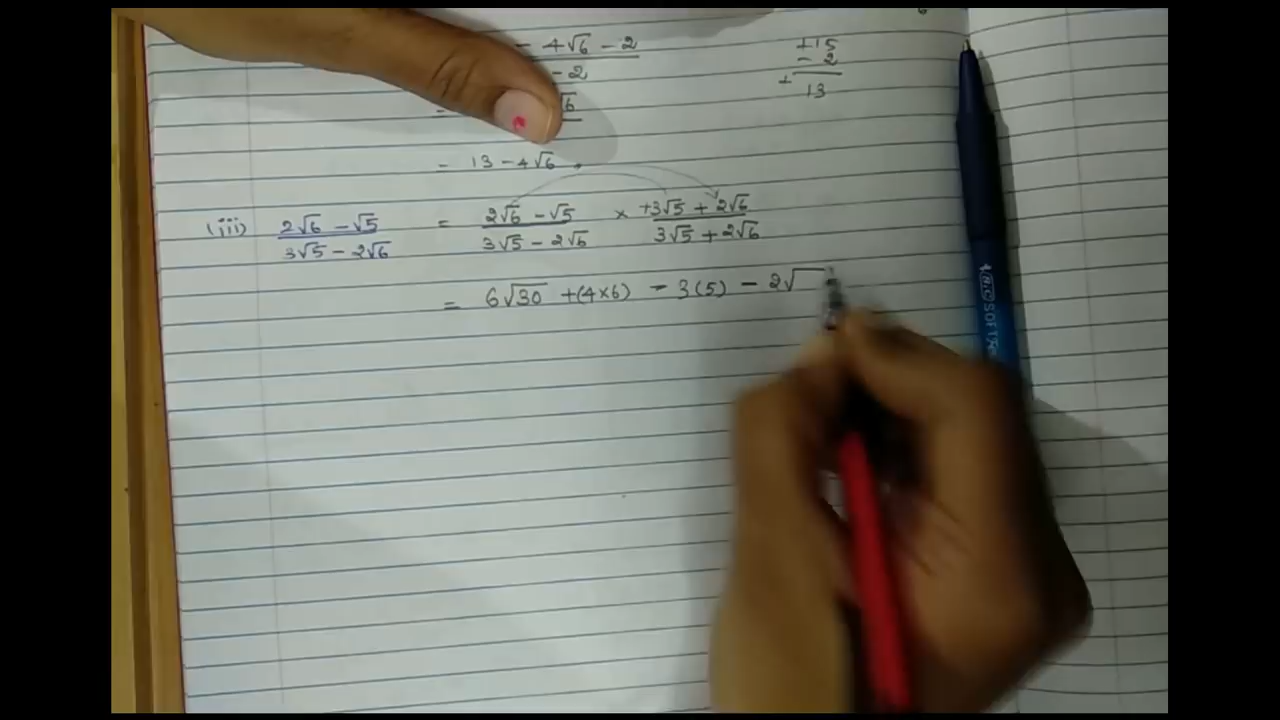 - 4√6 - 2
- 2
+15
- 2
+ 13
= 13 - 4√6
(iii) 2√6 - √5 / 3√5 - 2√6 = 2√6 - √5 / 3√5 - 2√6 × +3√5 + 2√6 / 3√5 + 2√6
= 6√30 + (4×6) - 3(5) - 2√